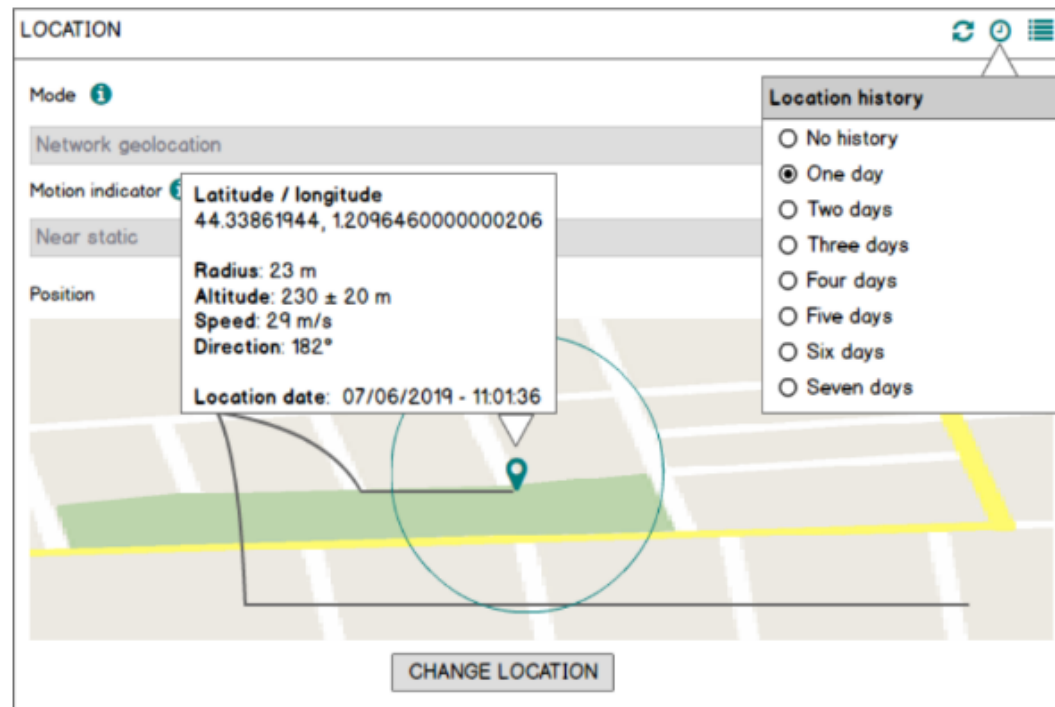 LOCATION
Mode
Network geolocation
Motion indicator
Near static
Position
Latitude / longitude
44.33861944, 1.2096460000000206
Radius: 23 m
Altitude: 230 ± 20 m
Speed: 29 m/s
Direction: 182°
Location date: 07/06/2019 - 11:01:36
Location history
No history
One day
Two days
Three days
Four days
Five days
Six days
Seven days
CHANGE LOCATION